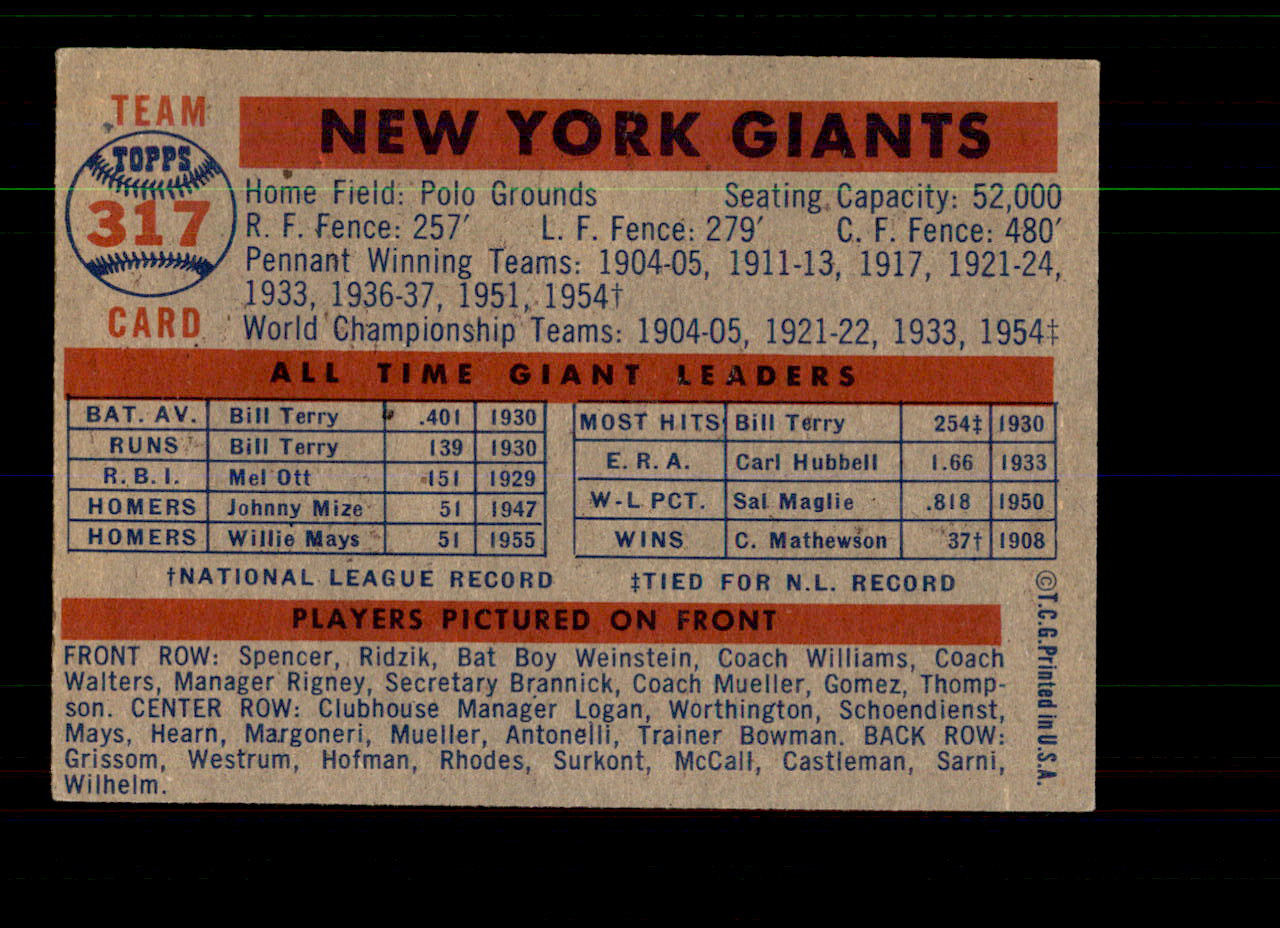 TEAM
TOPPS
317
CARD
NEW YORK GIANTS
Home Field: Polo Grounds Seating Capacity: 52,000
R. F. Fence: 257′ L. F. Fence: 279′ C. F. Fence: 480′
Pennant Winning Teams: 1904-05, 1911-13, 1917, 1921-24,
1933, 1936-37, 1951, 1954†
World Championship Teams: 1904-05, 1921-22, 1933, 1954‡
ALL TIME GIANT LEADERS
BAT. AV. Bill Terry .401 1930
RUNS Bill Terry 139 1930
R.B.I. Mel Ott 151 1929
HOMERS Johnny Mize 51 1947
HOMERS Willie Mays 51 1955
MOST HITS Bill Terry 254‡ 1930
E.R.A. Carl Hubbell 1.66 1933
W-L PCT. Sal Maglie .818 1950
WINS C. Mathewson 37† 1908
†NATIONAL LEAGUE RECORD ‡TIED FOR N.L. RECORD
PLAYERS PICTURED ON FRONT
FRONT ROW: Spencer, Ridzik, Bat Boy Weinstein, Coach Williams, Coach
Walters, Manager Rigney, Secretary Brannick, Coach Mueller, Gomez, Thomp-
son. CENTER ROW: Clubhouse Manager Logan, Worthington, Schoendienst,
Mays, Hearn, Margoneri, Mueller, Antonelli, Trainer Bowman. BACK ROW:
Grissom, Westrum, Hofman, Rhodes, Surkont, McCall, Castleman, Sarni,
Wilhelm.
©T.C.G. Printed in U.S.A.